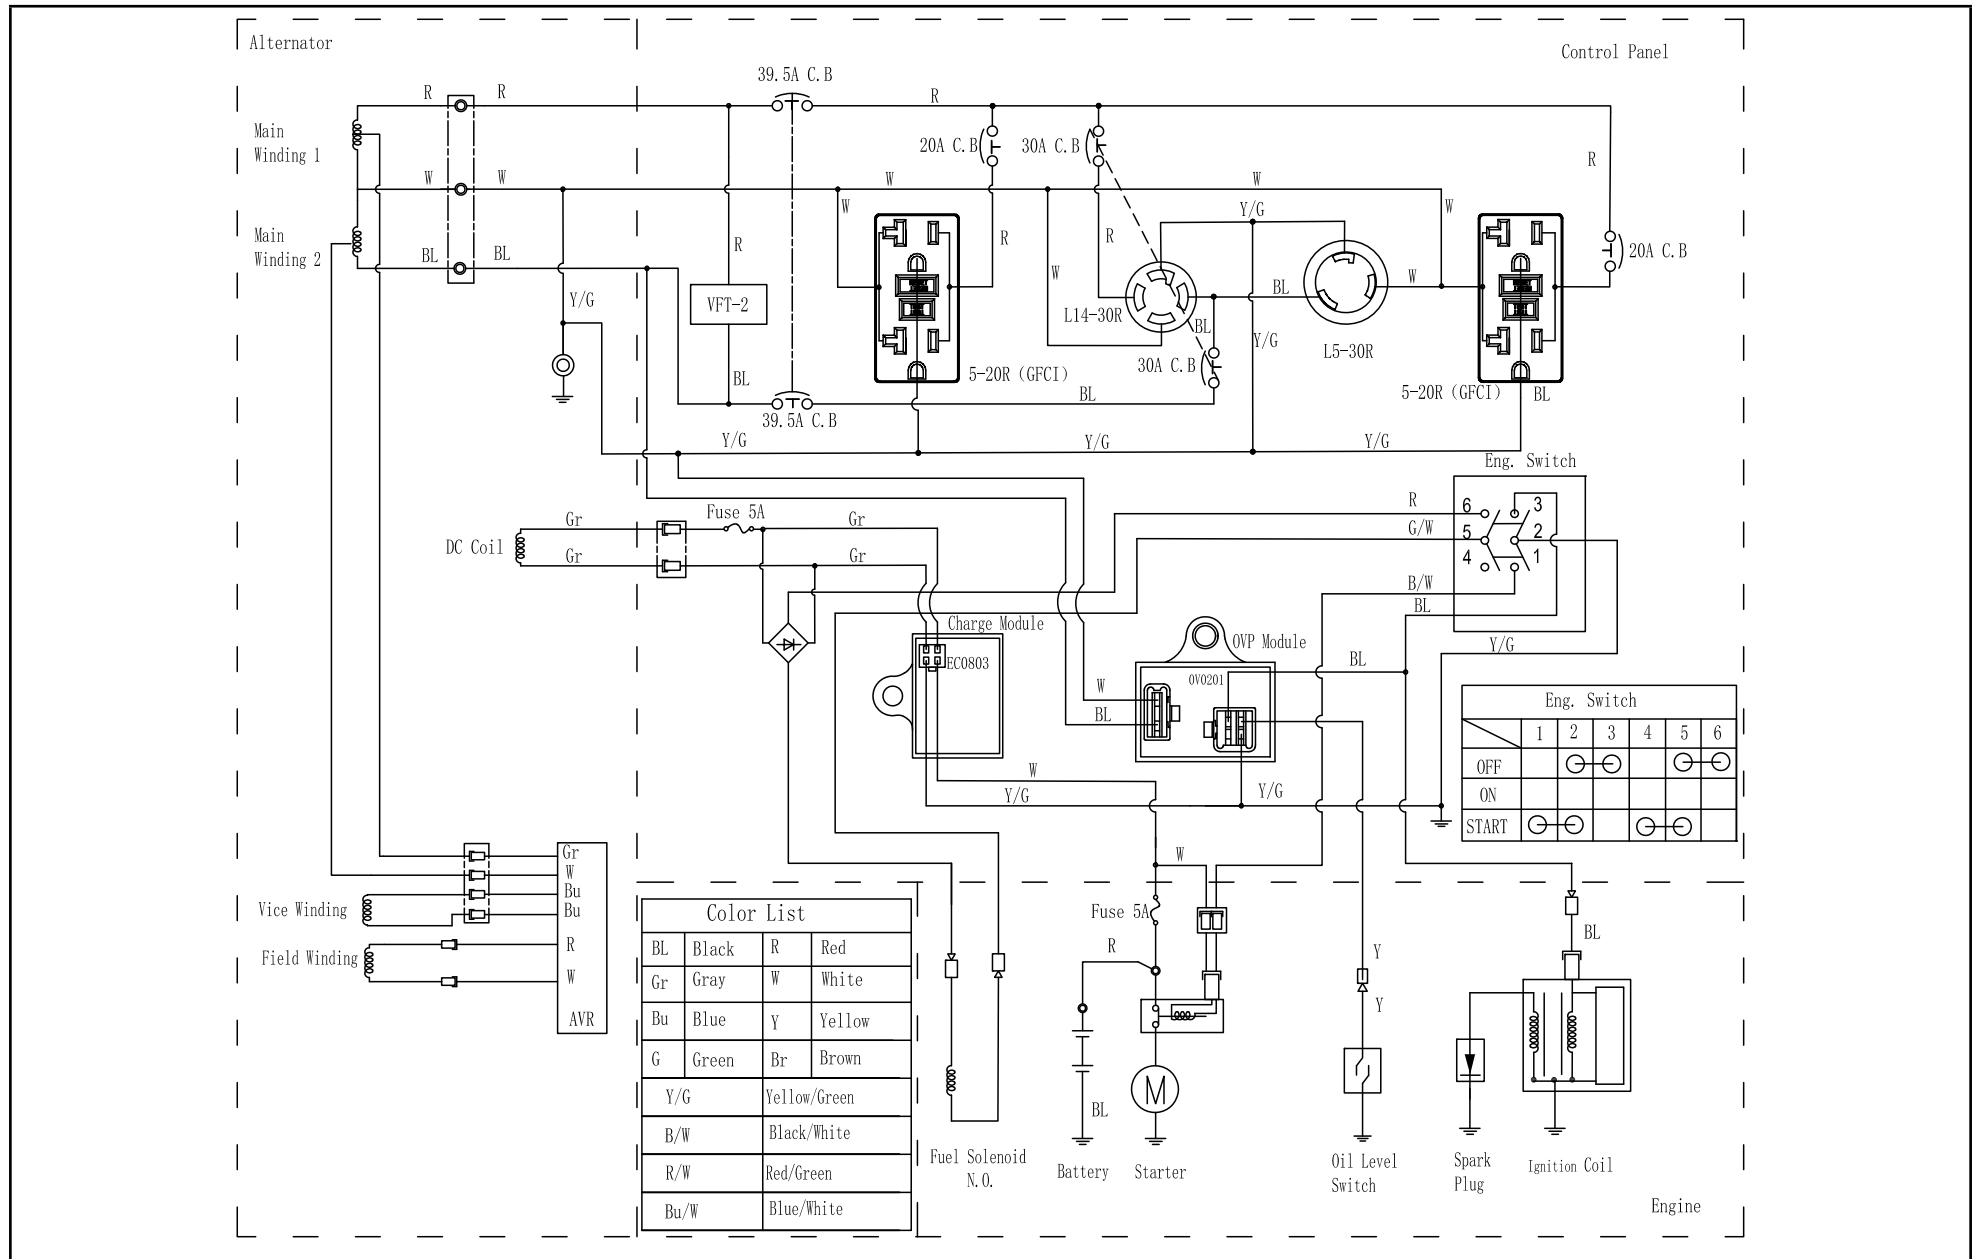 Alternator
Control Panel
39.5A C.B
R
R
R
Main
Winding 1
20A C.B
30A C.B
R
W
W
W
W
W
W
Y/G
Main
Winding 2
BL
BL
R
R
R
W
W
20A C.B
Y/G
VFT-2
L14-30R
BL
BL
Y/G
L5-30R
30A C.B
BL
5-20R (GFCI)
5-20R (GFCI)
BL
BL
39.5A C.B
Y/G
Y/G
Y/G
Eng. Switch
DC Coil
Gr
Gr
Fuse 5A
Gr
Gr
R
G/W
B/W
BL
6
3
5
2
4
1
Y/G
Charge Module
EC0803
OVP Module
OVO201
BL
W
BL
Eng. Switch
1 2 3 4 5 6
OFF
ON
START
W
Y/G
Y/G
W
Gr
W
Bu
Bu
R
W
AVR
Vice Winding
Field Winding
Color List
BL Black R Red
Gr Gray W White
Bu Blue Y Yellow
G Green Br Brown
Y/G Yellow/Green
B/W Black/White
R/W Red/Green
Bu/W Blue/White
Fuse 5A
R
BL
M
Y
Y
BL
Fuel Solenoid
N.O.
Battery
Starter
Oil Level
Switch
Spark
Plug
Ignition Coil
Engine